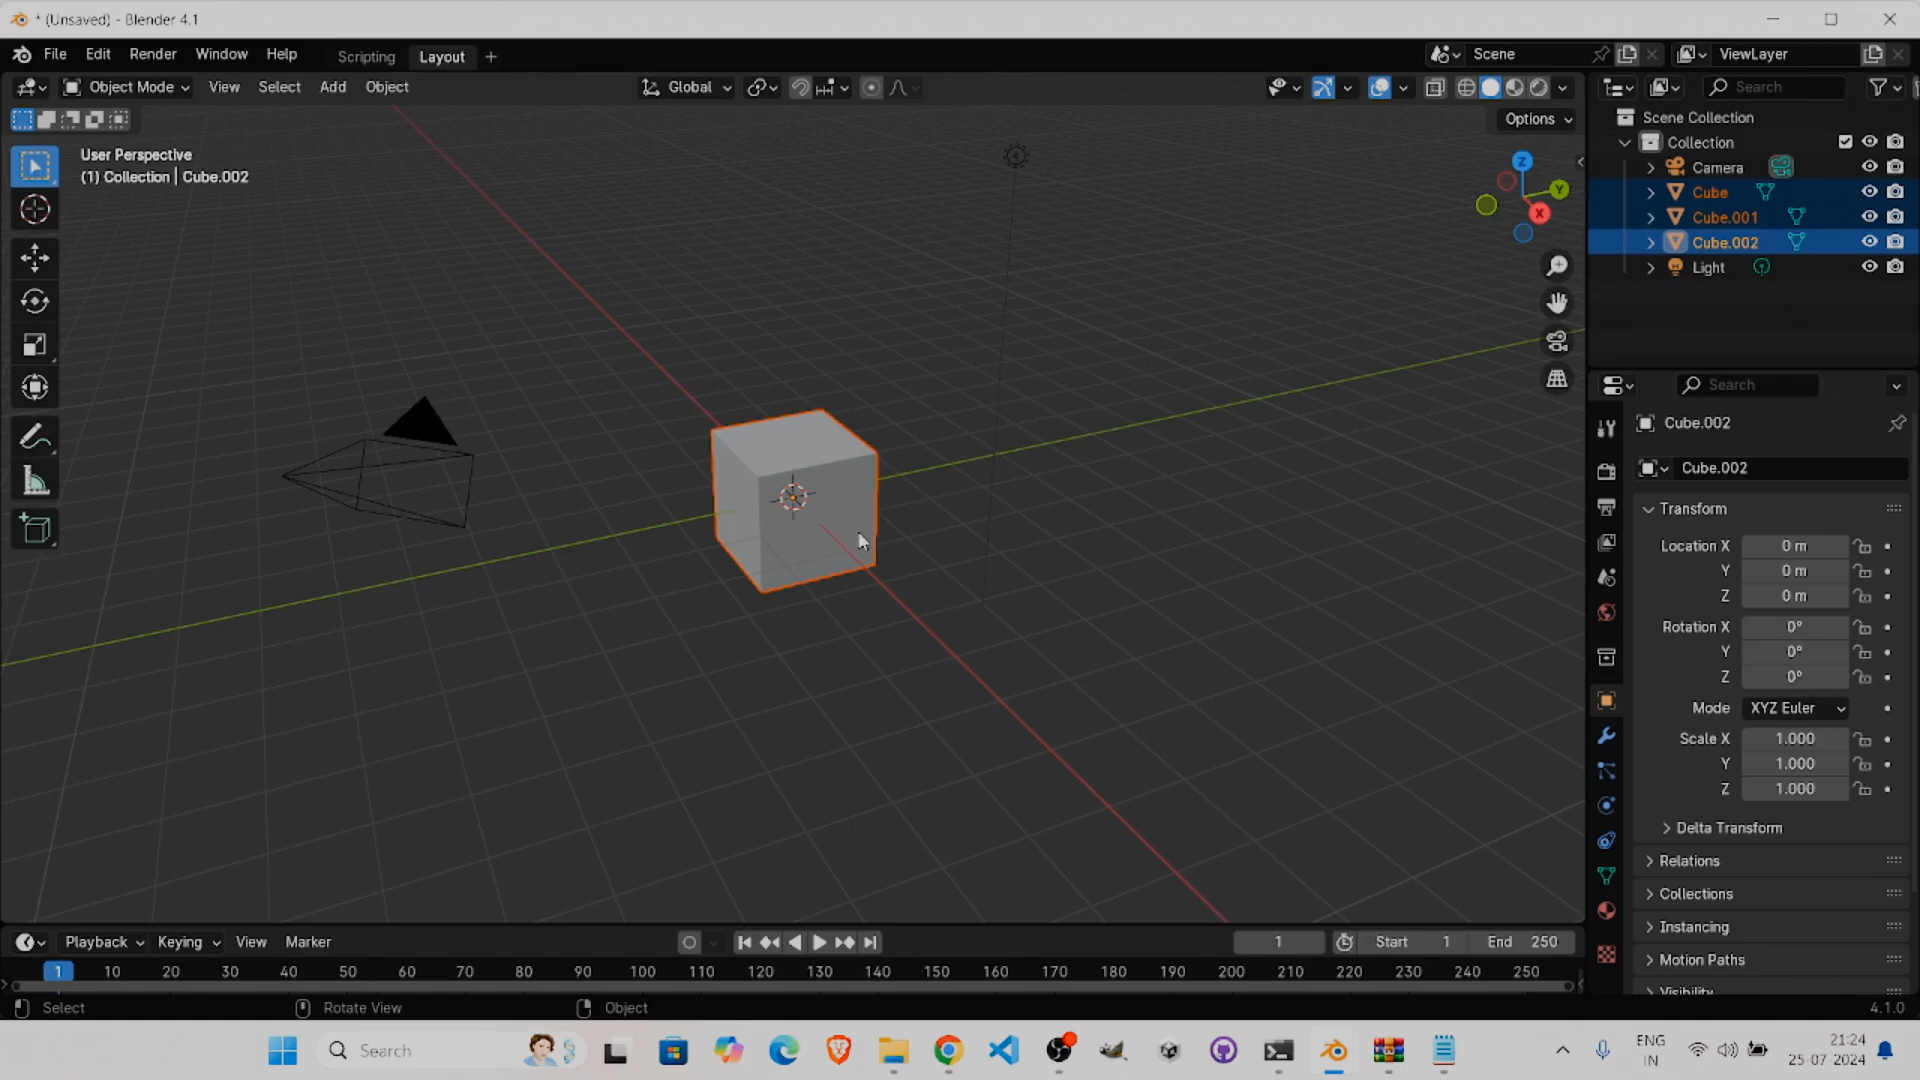 * (Unsaved) - Blender 4.1
File Edit Render Window Help Scripting Layout + Scene ViewLayer
Object Mode View Select Add Object Global Search
Options
User Perspective
(1) Collection | Cube.002
Z
Y
X
Scene Collection
Collection
Camera
Cube
Cube.001
Cube.002
Light
Search
Cube.002
Cube.002
Transform
Location X 0 m
Y 0 m
Z 0 m
Rotation X 0°
Y 0°
Z 0°
Mode XYZ Euler
Scale X 1.000
Y 1.000
Z 1.000
Delta Transform
Relations
Collections
Instancing
Motion Paths
Visibility
Playback Keying View Marker 1 Start 1 End 250
1 10 20 30 40 50 60 70 80 90 100 110 120 130 140 150 160 170 180 190 200 210 220 230 240 250
Select Rotate View Object 4.1.0
Search
ENG
IN
21:24
25-07-2024